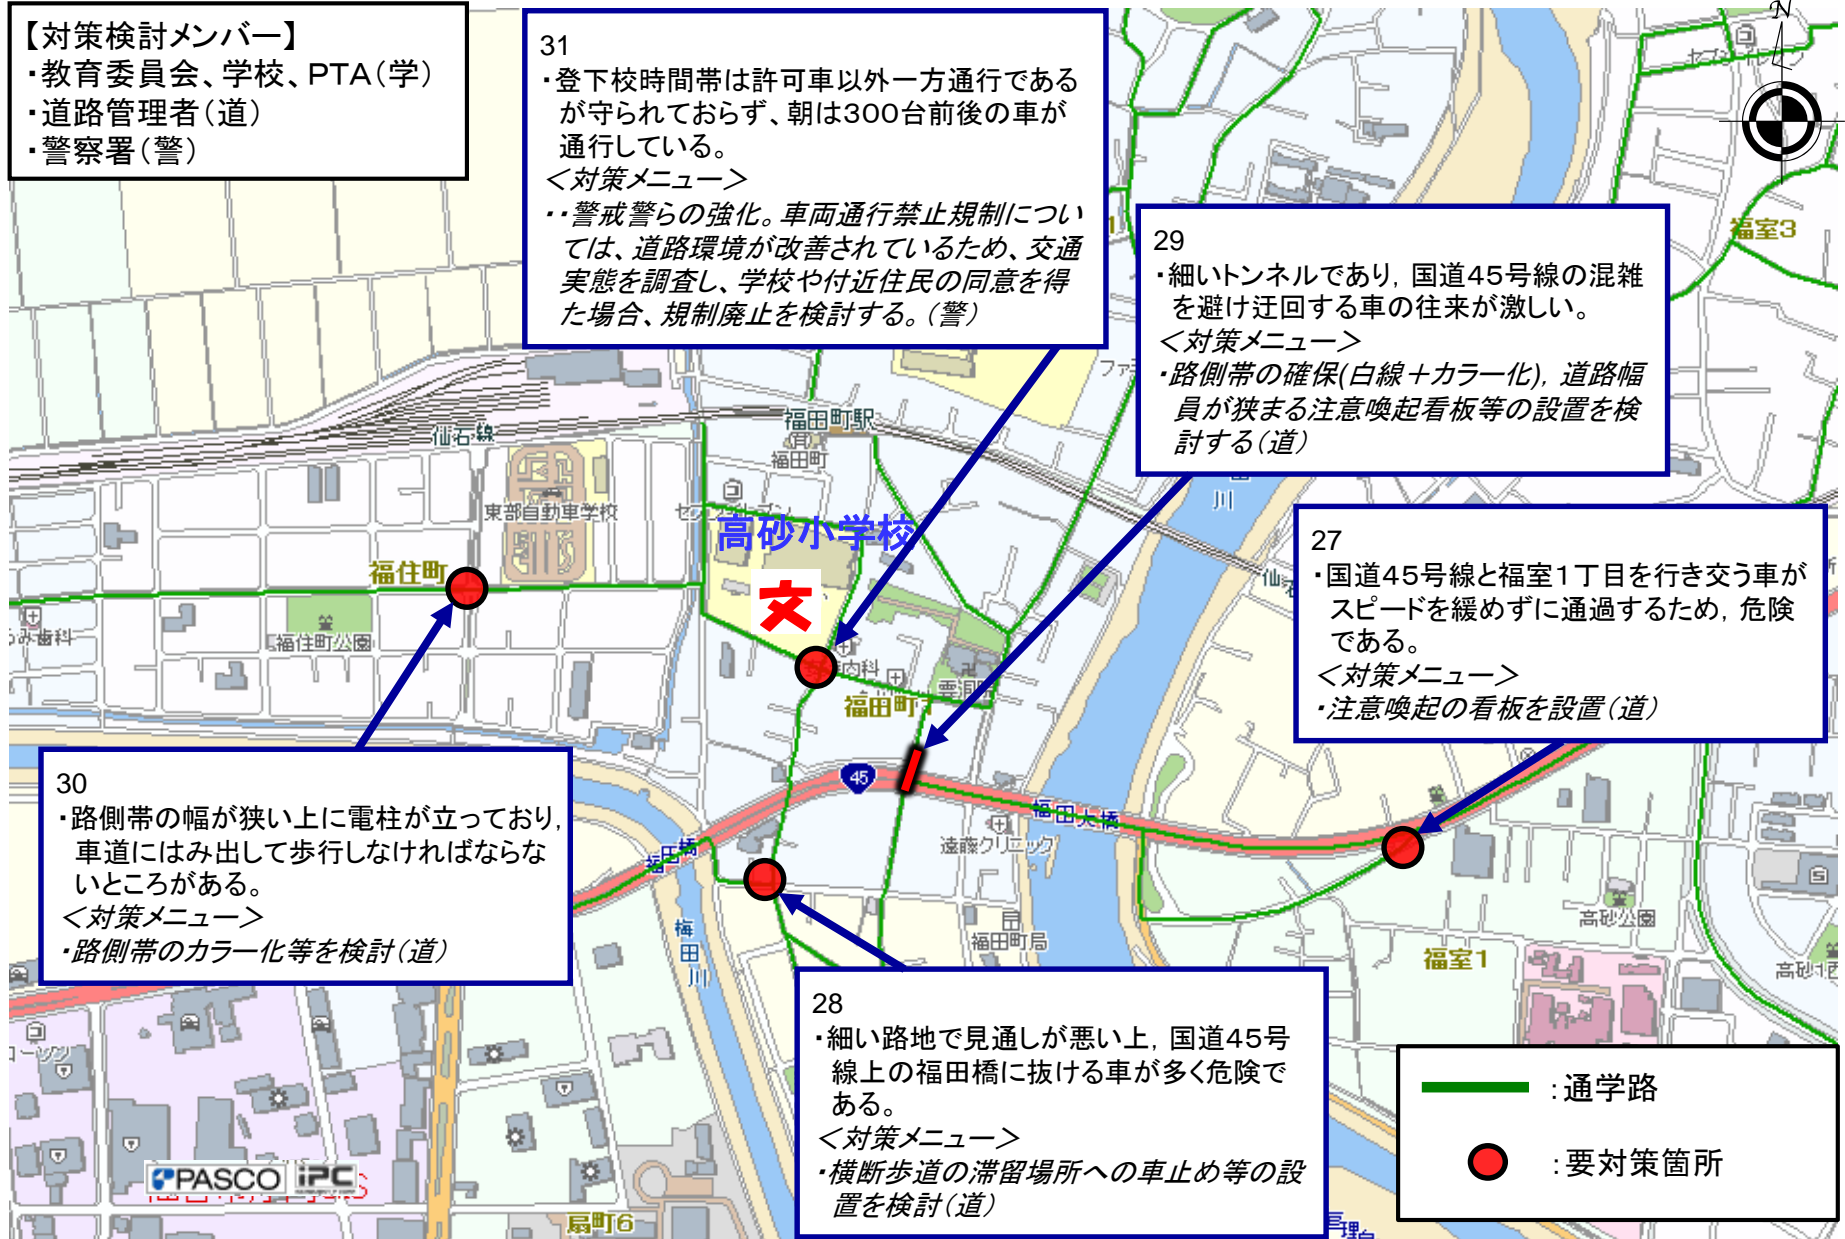 【対策検討メンバー】
・教育委員会、学校、PTA（学）
・道路管理者（道）
・警察署（警）
31
・登下校時間帯は許可車以外一方通行である
が守られておらず、朝は300台前後の車が
通行している。
＜対策メニュー＞
・・警戒警らの強化。車両通行禁止規制につい
ては、道路環境が改善されているため、交通
実態を調査し、学校や付近住民の同意を得
た場合、規制廃止を検討する。（警）
N
福室3
29
・細いトンネルであり，国道45号線の混雑
を避け迂回する車の往来が激しい。
＜対策メニュー＞
・路側帯の確保(白線＋カラー化)，道路幅
員が狭まる注意喚起看板等の設置を検
討する（道）
福田町駅
仙石線
福田町
東部自動車学校
高砂小学校
文
川
福住町
福住町公園
内科
福田町
27
・国道45号線と福室1丁目を行き交う車が
スピードを緩めずに通過するため，危険
である。
＜対策メニュー＞
・注意喚起の看板を設置（道）
30
・路側帯の幅が狭い上に電柱が立っており，
車道にはみ出して歩行しなければならな
いところがある。
＜対策メニュー＞
・路側帯のカラー化等を検討（道）
45
福田大橋
福田橋
遠藤クリニック
梅田川
福田町局
高砂公園
福室1
28
・細い路地で見通しが悪い上，国道45号
線上の福田橋に抜ける車が多く危険で
ある。
＜対策メニュー＞
・横断歩道の滞留場所への車止め等の設
置を検討（道）
：通学路
：要対策箇所
PASCO iPC
扇町6